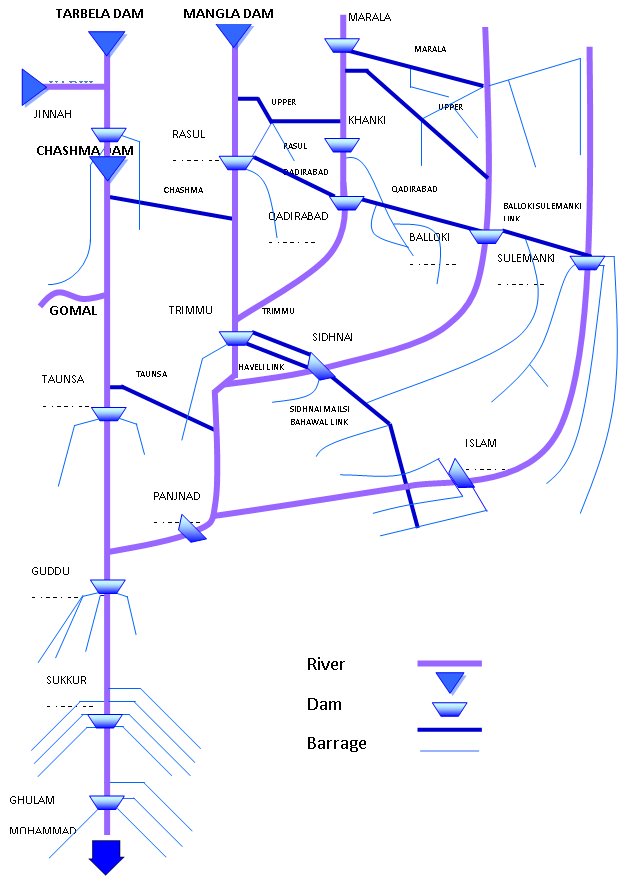 TARBELA DAM
MANGLA DAM
MARALA
MARALA
JINNAH
UPPER
UPPER
KHANKI
RASUL
RASUL
CHASHMA DAM
QADIRABAD
CHASHMA
QADIRABAD
QADIRABAD
BALLOKI SULEMANKI
LINK
BALLOKI
SULEMANKI
GOMAL
TRIMMU
TRIMMU
SIDHNAI
HAVELI LINK
TAUNSA
TAUNSA
SIDHNAI MAILSI
BAHAWAL LINK
ISLAM
PANJNAD
GUDDU
River
SUKKUR
Dam
Barrage
GHULAM
MOHAMMAD